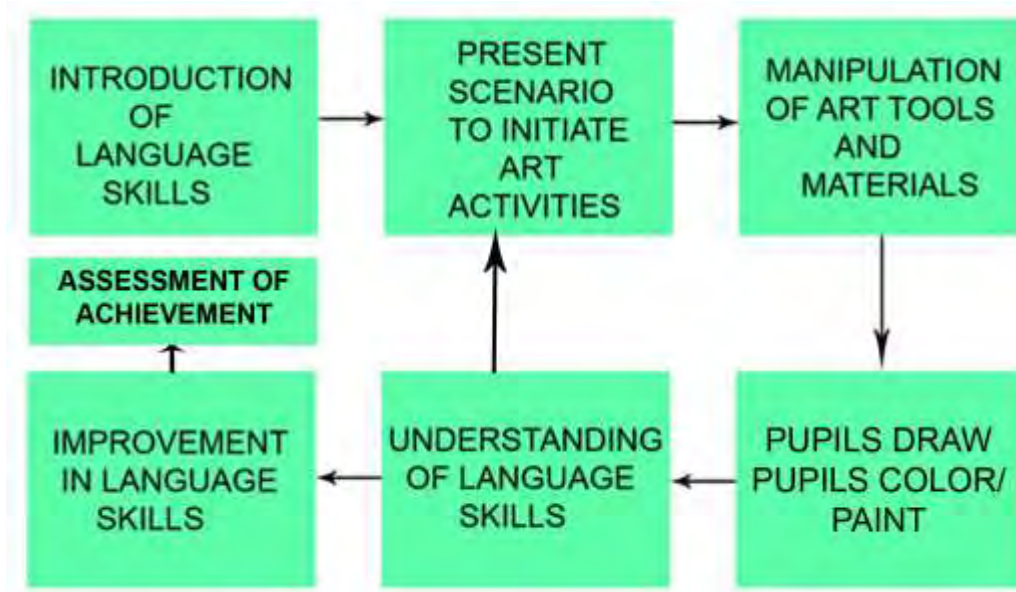 INTRODUCTION
OF
LANGUAGE
SKILLS
PRESENT
SCENARIO
TO INITIATE
ART
ACTIVITIES
MANIPULATION
OF ART TOOLS
AND
MATERIALS
ASSESSMENT OF
ACHIEVEMENT
IMPROVEMENT
IN LANGUAGE
SKILLS
UNDERSTANDING
OF LANGUAGE
SKILLS
PUPILS DRAW
PUPILS COLOR/
PAINT